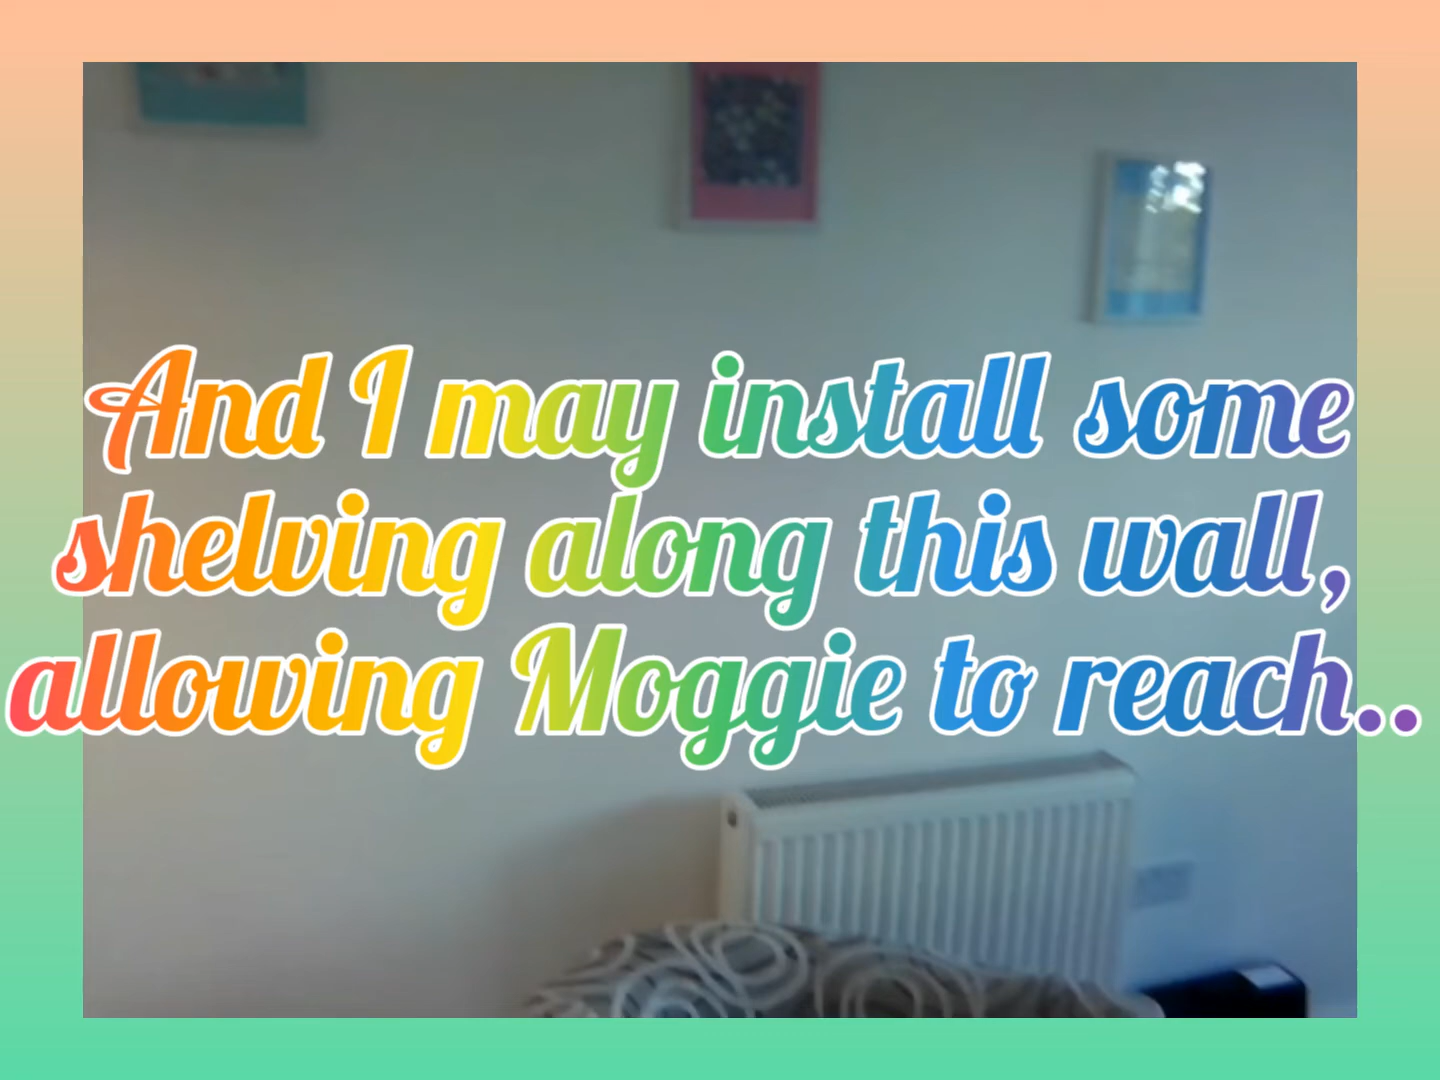 And I may install some
shelving along this wall,
allowing Moggie to reach..